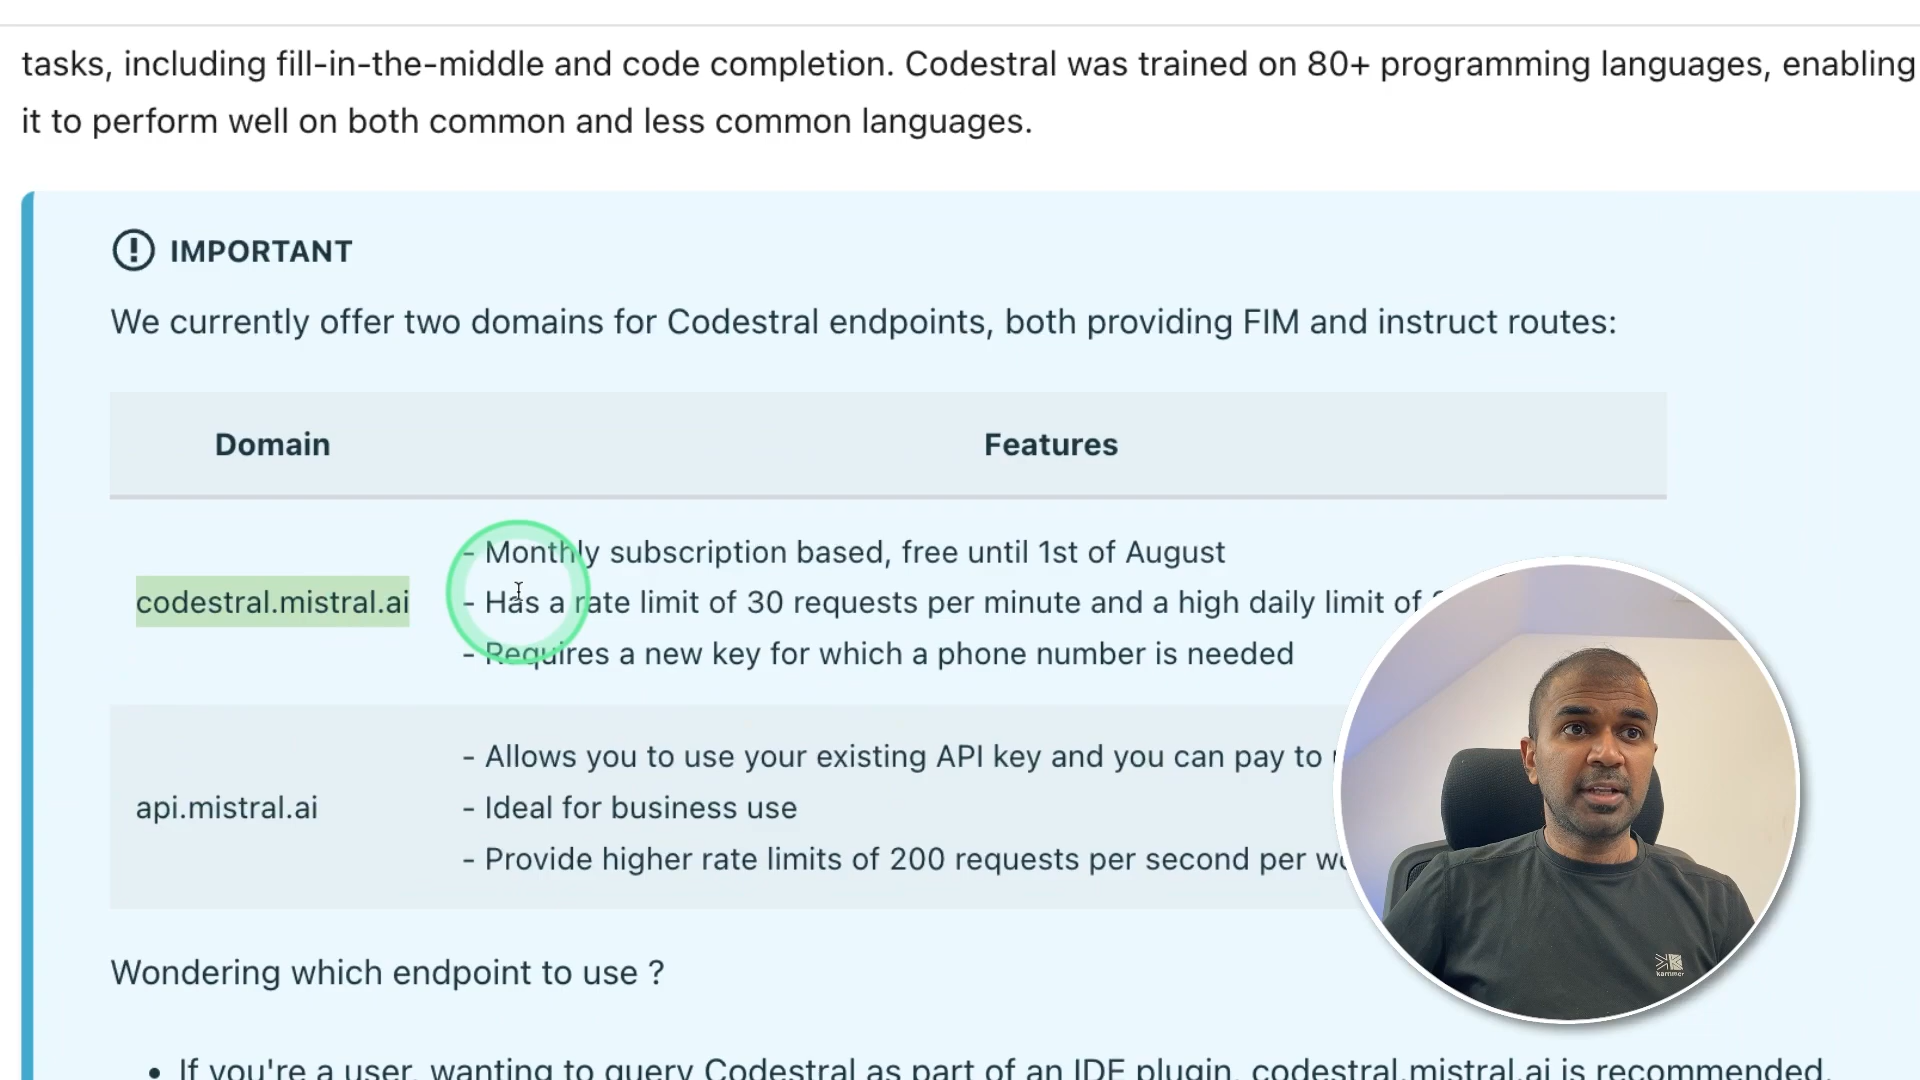 tasks, including fill-in-the-middle and code completion. Codestral was trained on 80+ programming languages, enabling
it to perform well on both common and less common languages.
IMPORTANT
We currently offer two domains for Codestral endpoints, both providing FIM and instruct routes:
Domain Features
- Monthly subscription based, free until 1st of August
codestral.mistral.ai - Has a rate limit of 30 requests per minute and a high daily limit of
- Requires a new key for which a phone number is needed
- Allows you to use your existing API key and you can pay to
api.mistral.ai - Ideal for business use
- Provide higher rate limits of 200 requests per second per
Wondering which endpoint to use ?
• If you're a user, wanting to query Codestral as part of an IDE plugin, codestral.mistral.ai is recommended.